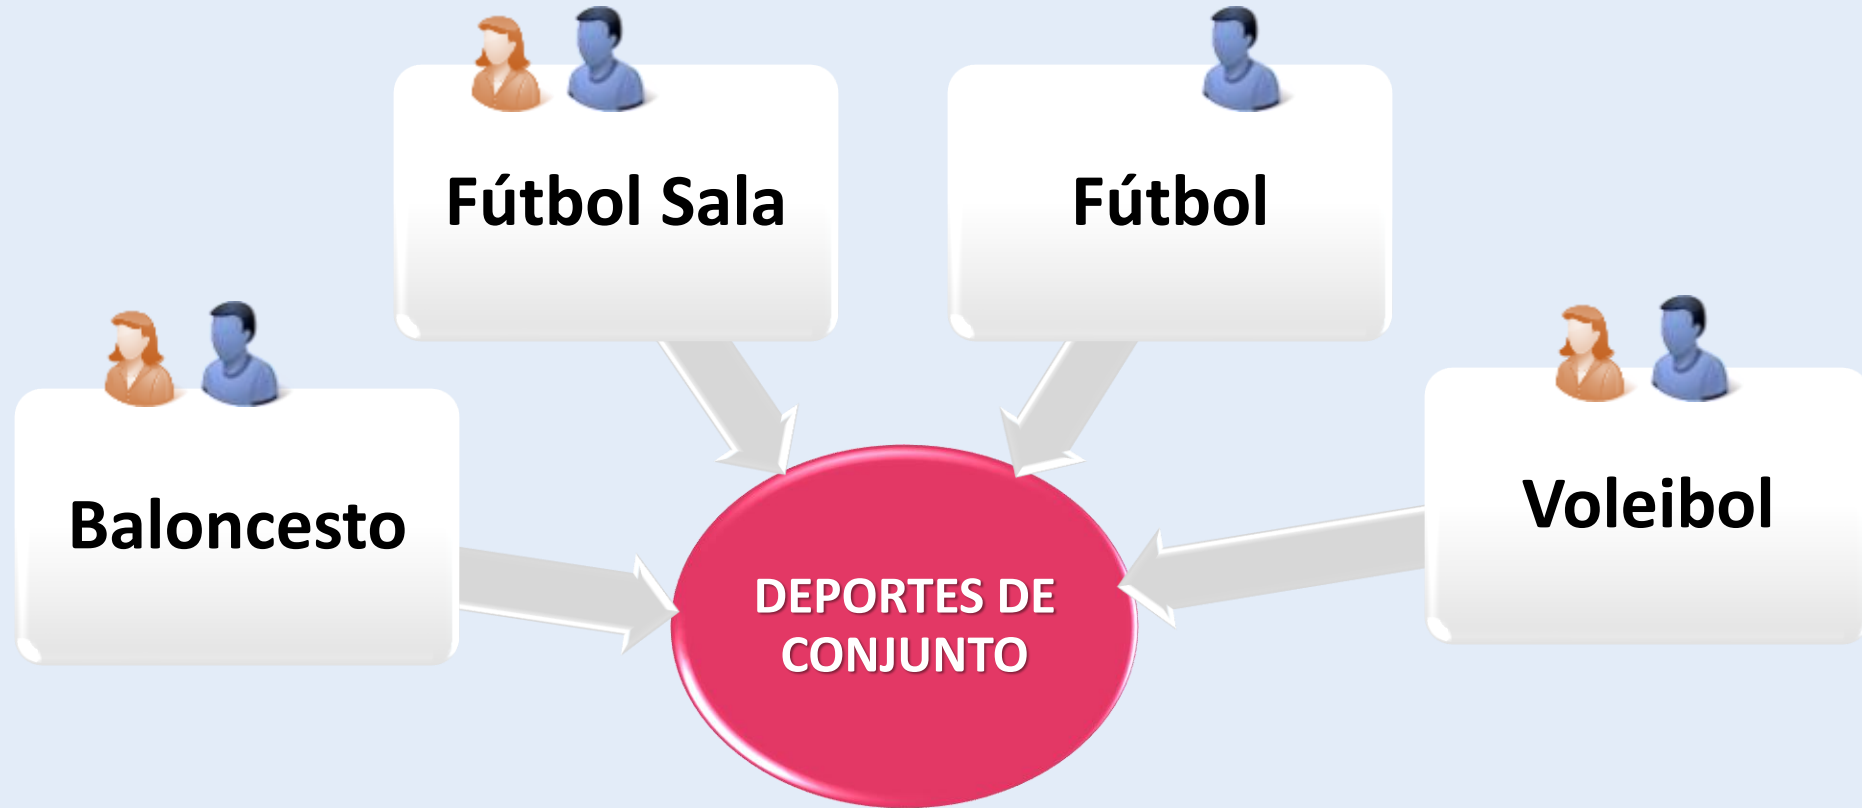 Fútbol Sala
Fútbol
Baloncesto
Voleibol
DEPORTES DE
CONJUNTO